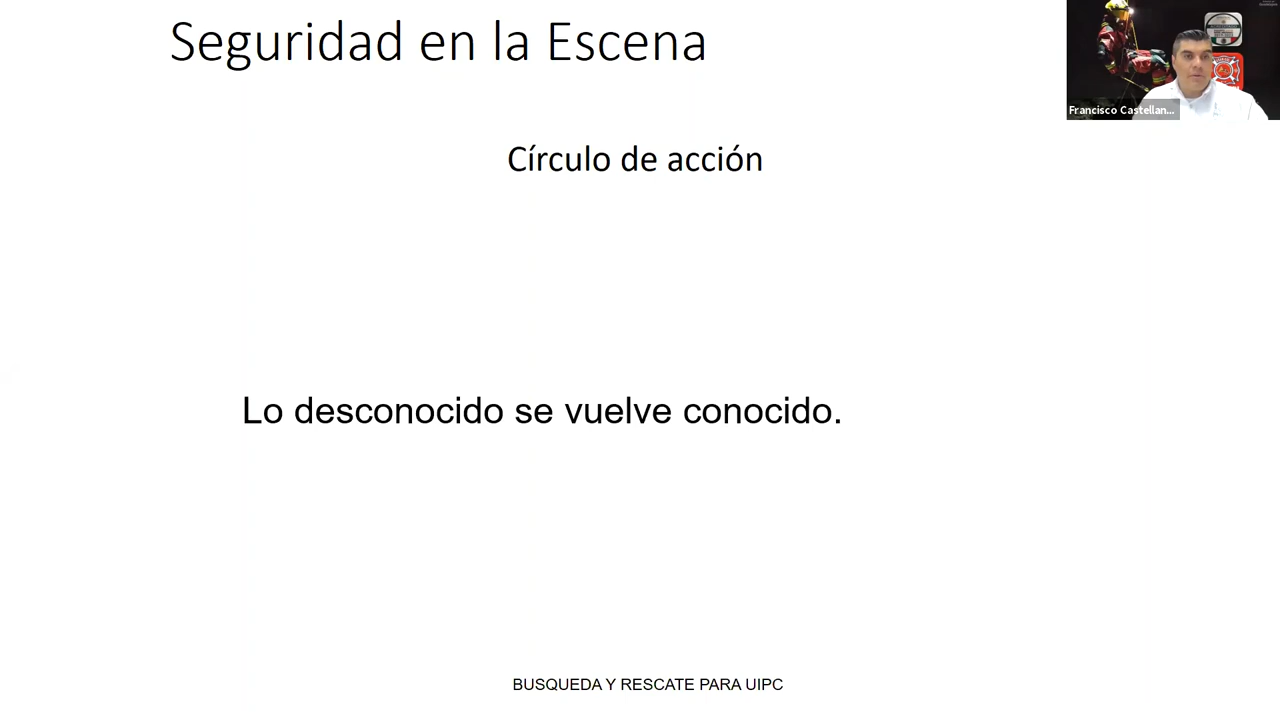 Seguridad en la Escena
Francisco Castellan...
Círculo de acción
Lo desconocido se vuelve conocido.
BUSQUEDA Y RESCATE PARA UIPC